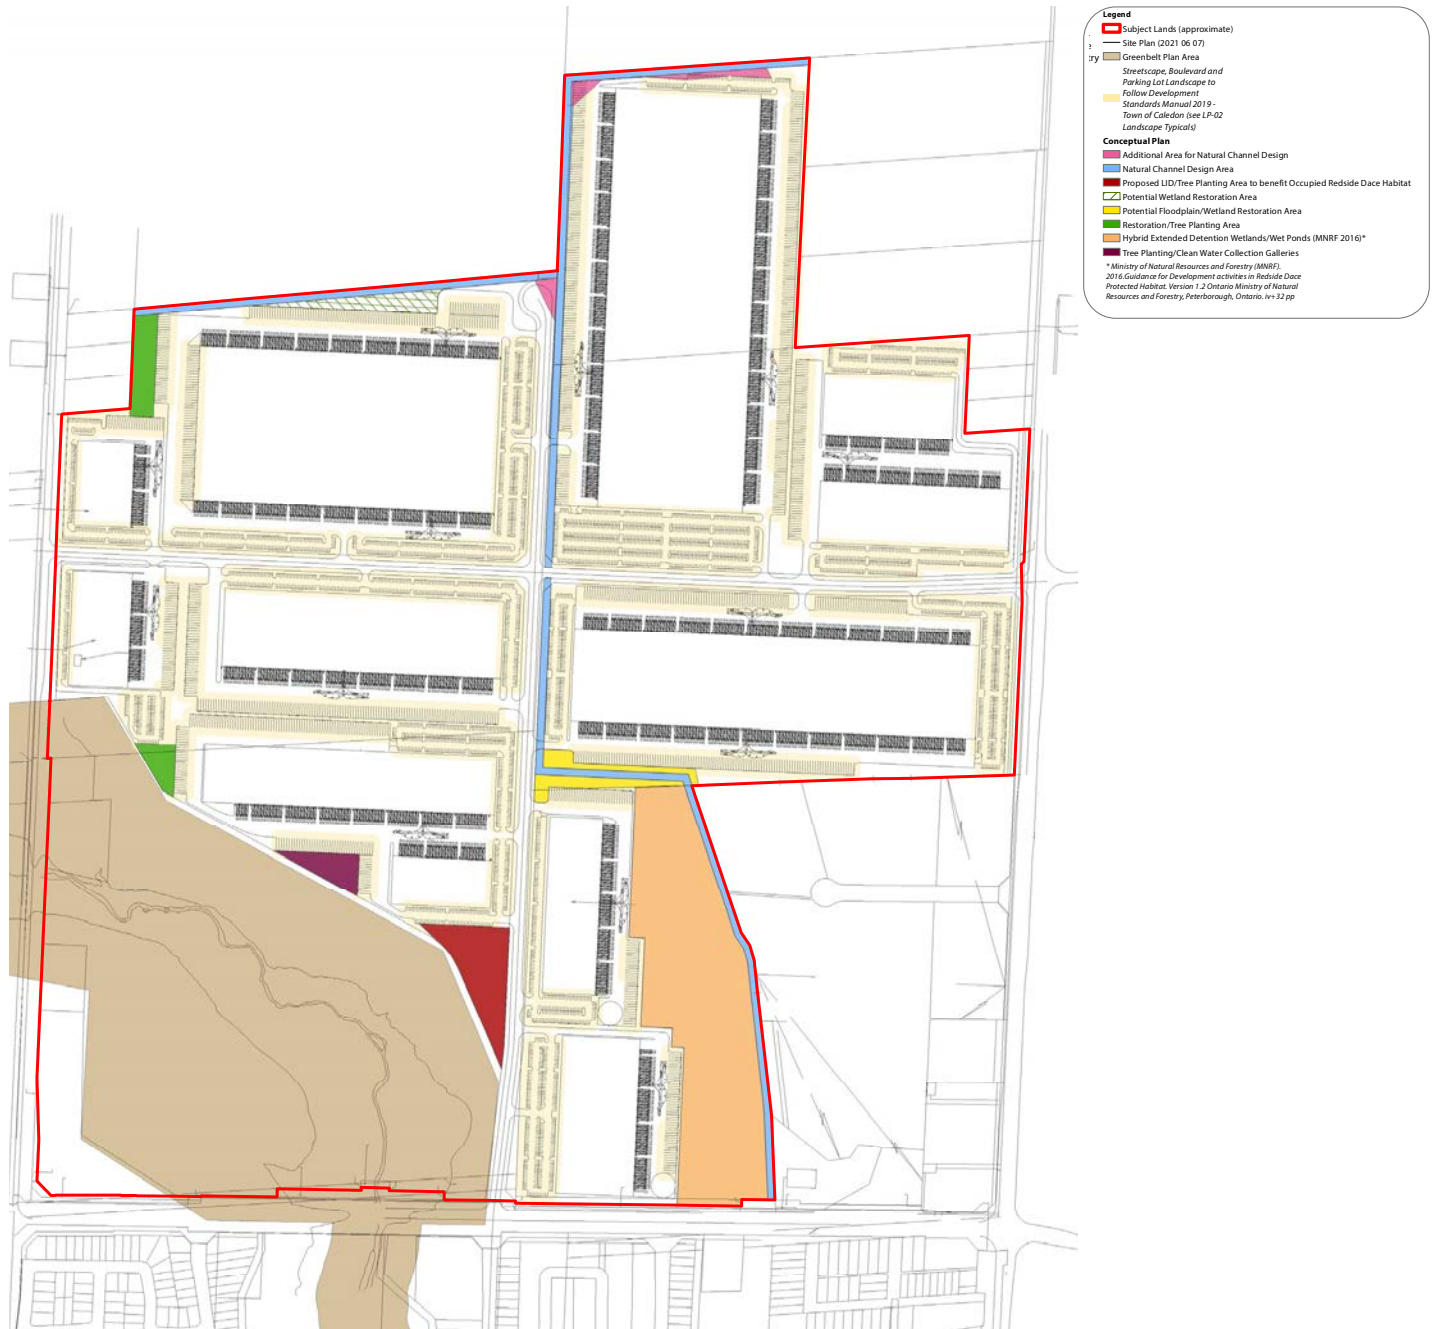 Legend
Subject Lands (approximate)
Site Plan (2021 06 07)
Greenbelt Plan Area
Streetscape, Boulevard and
Parking Lot Landscape to
Follow Development
Standards Manual 2019 -
Town of Caledon (see LP-02
Landscape Typicals)
Conceptual Plan
Additional Area for Natural Channel Design
Natural Channel Design Area
Proposed LID/Tree Planting Area to benefit Occupied Redside Dace Habitat
Potential Wetland Restoration Area
Potential Floodplain/Wetland Restoration Area
Restoration/Tree Planting Area
Hybrid Extended Detention Wetlands/Wet Ponds (MNRF 2016)*
Tree Planting/Clean Water Collection Galleries
* Ministry of Natural Resources and Forestry (MNRF).
2016.Guidance for Development activities in Redside Dace
Protected Habitat. Version 1.2 Ontario Ministry of Natural
Resources and Forestry, Peterborough, Ontario. iv+32 pp